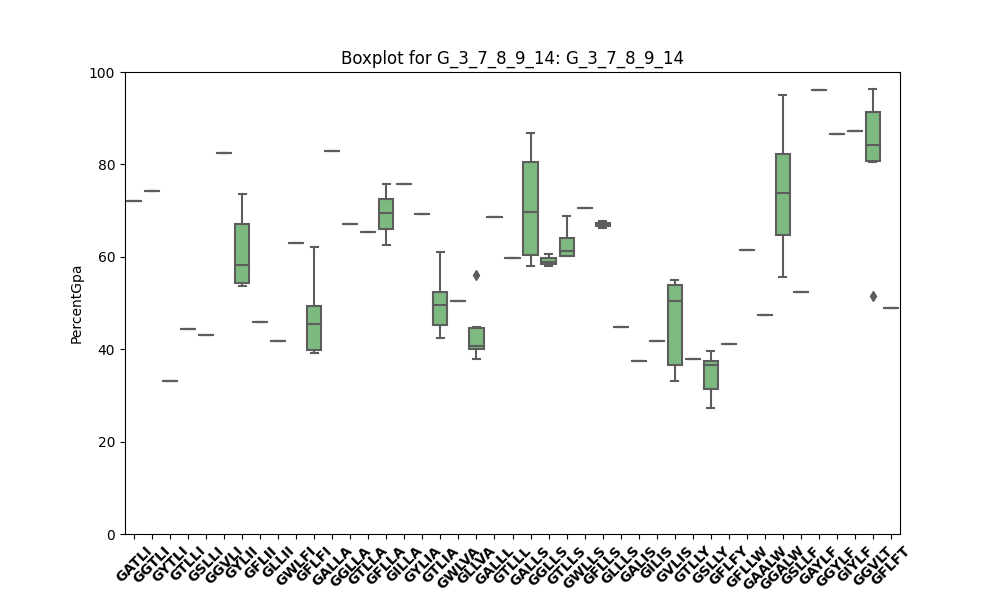 Boxplot for G_3_7_8_9_14: G_3_7_8_9_14
PercentGpa
100
80
60
40
20
0
GATLI
GGTLI
GYTLI
GTLLI
GSLLI
GGVLI
GYLII
GFLII
GLLII
GWLFI
GFLFI
GALLA
GGLLA
GTLLA
GFLLA
GILLA
GYLIA
GTLIA
GWLVA
GLLVA
GALLL
GTLLL
GALLS
GGLLS
GTLLS
GWLLS
GFLLS
GLLLS
GALIS
GILIS
GVLIS
GTLLY
GSLLY
GFLFY
GFLLW
GAALW
GGALW
GSLLF
GAYLF
GGYLF
GIYLF
GGVLT
GFLFT